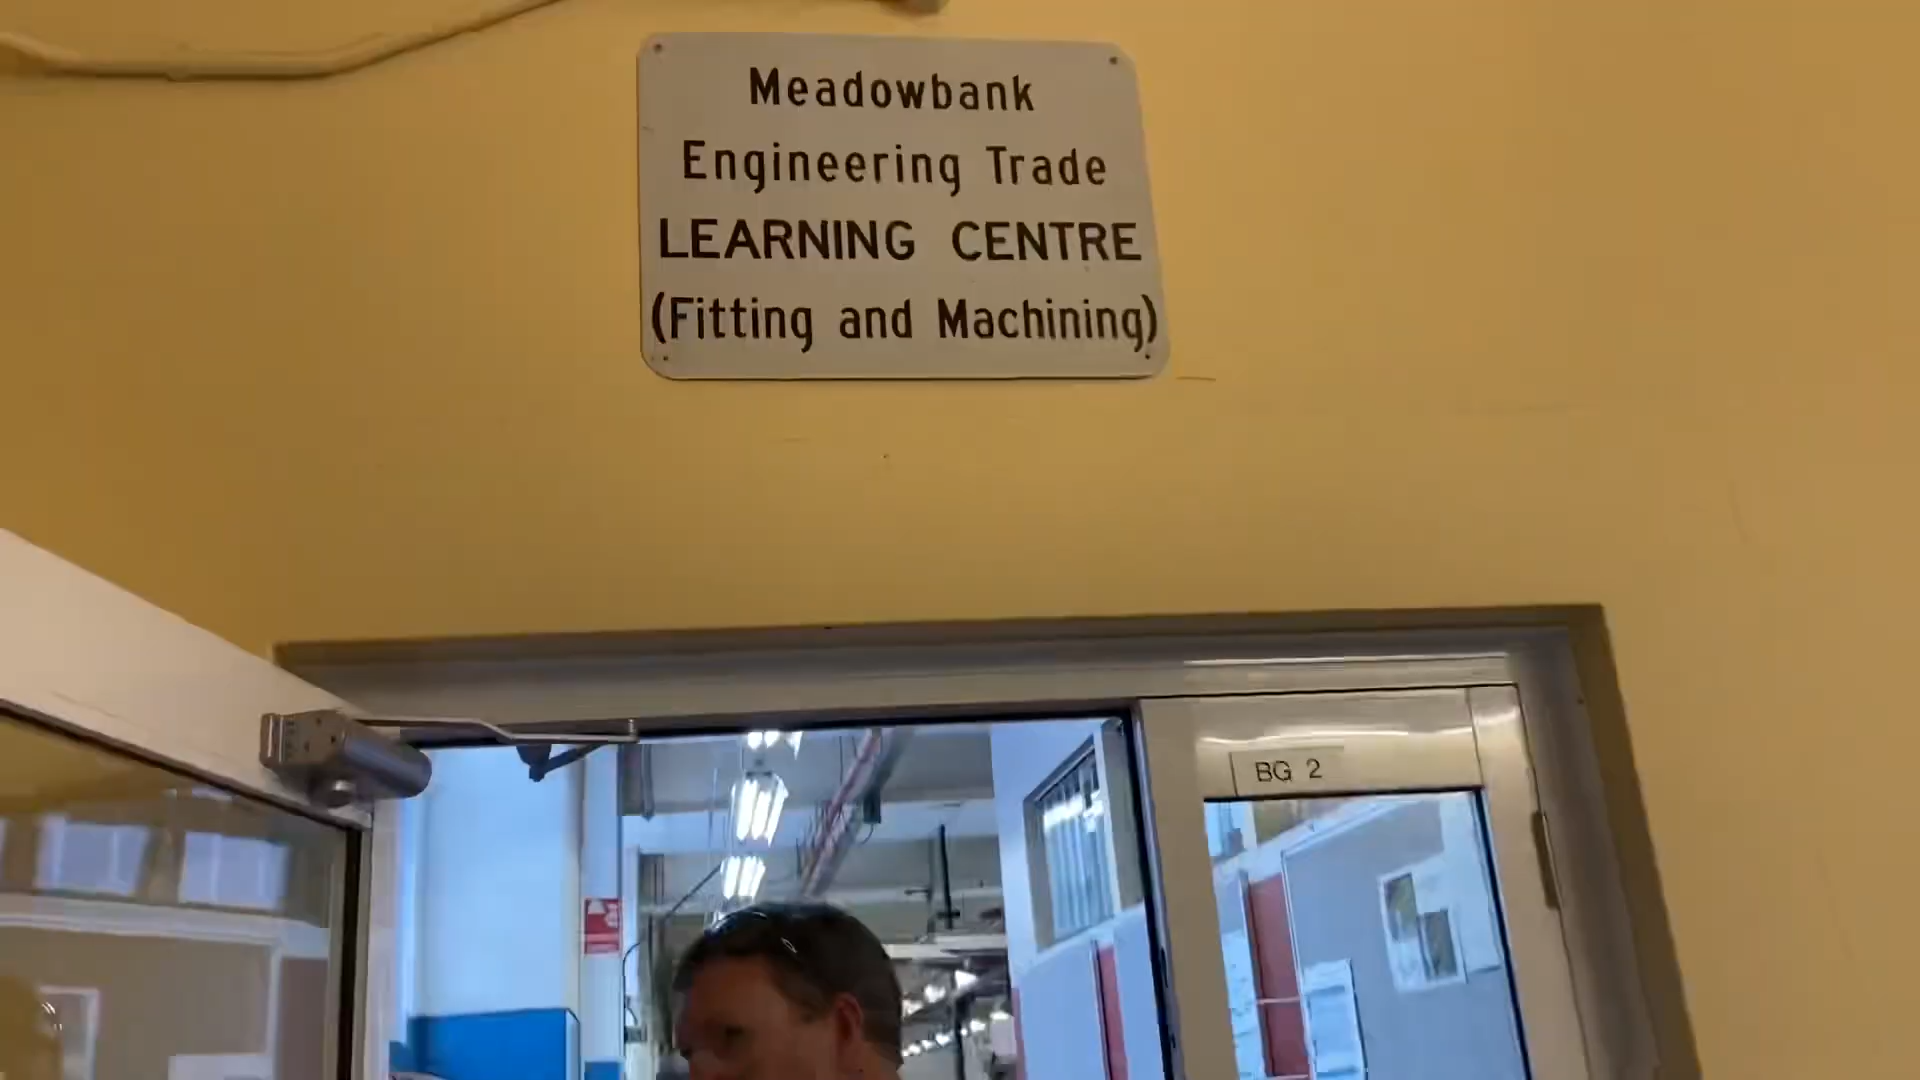 Meadowbank
Engineering Trade
LEARNING CENTRE
(Fitting and Machining)
BG 2